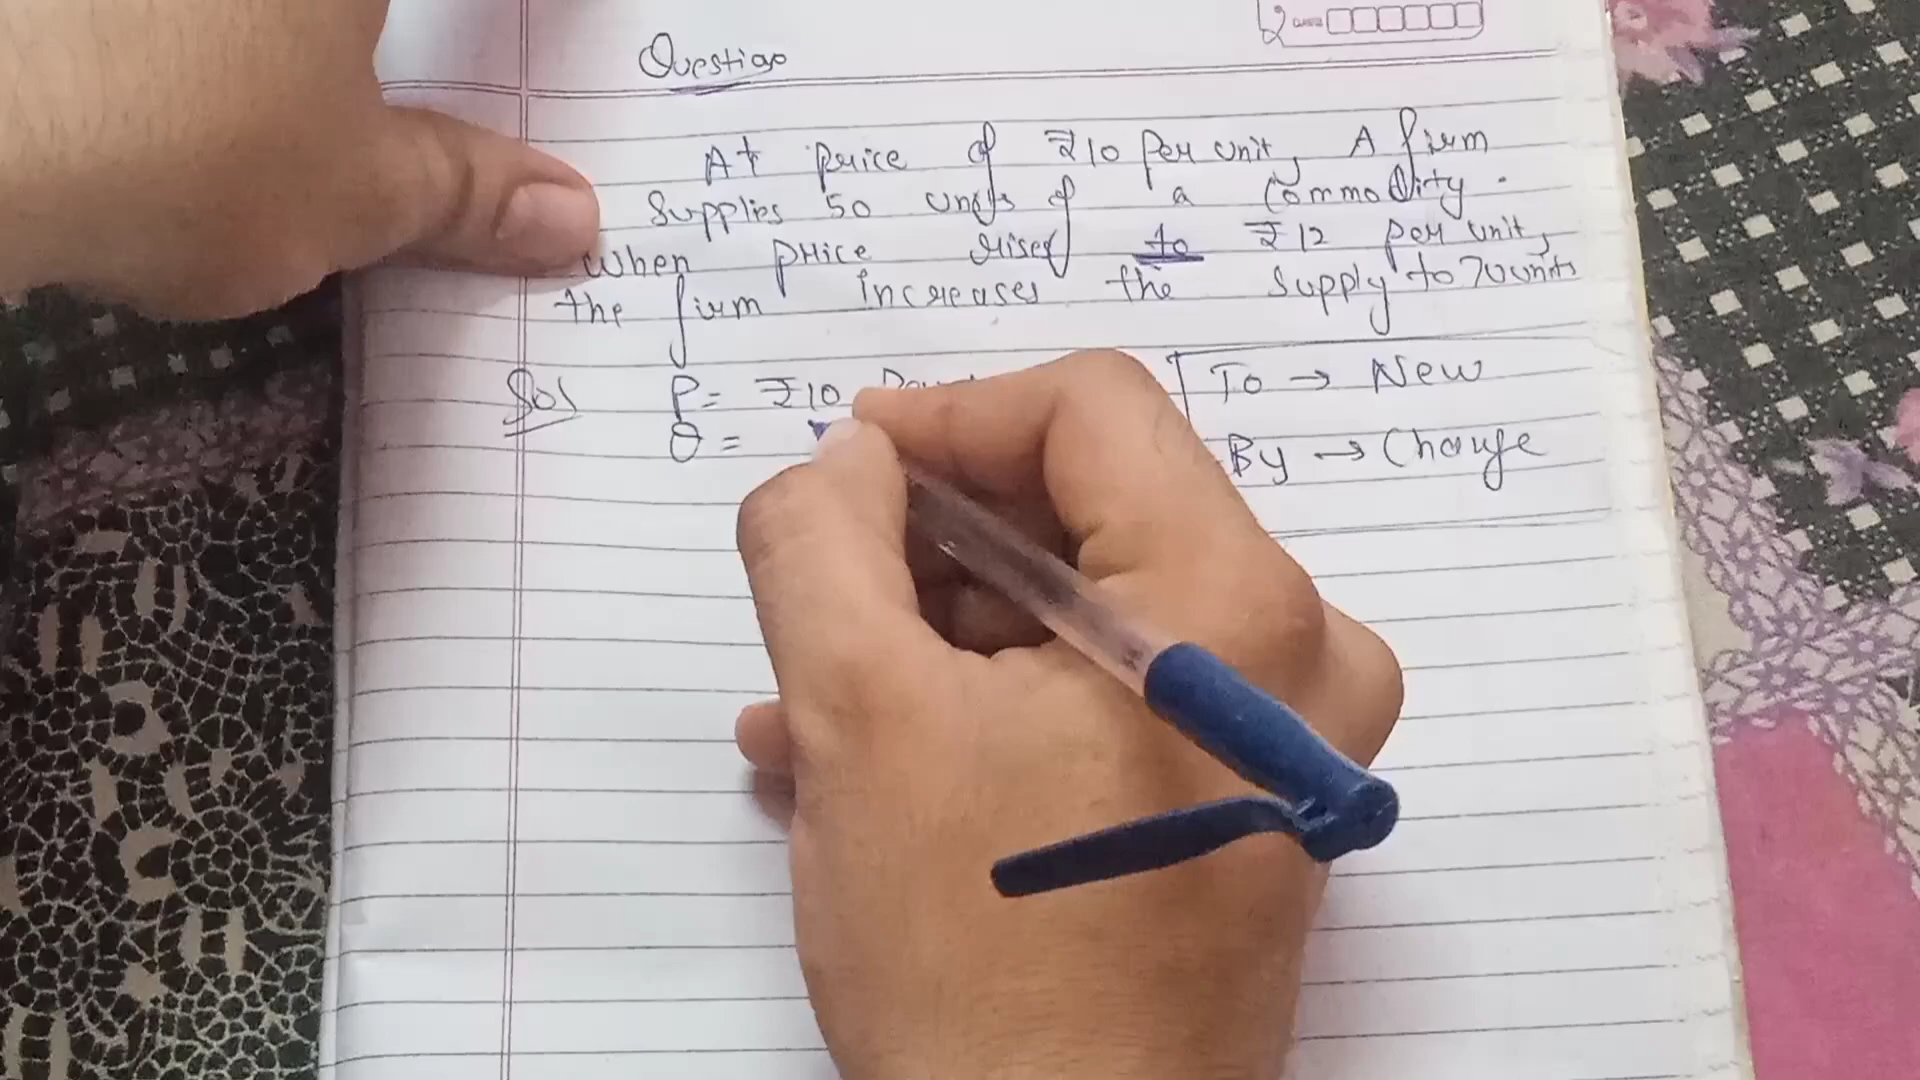 Question
At price of ₹10 per unit, A firm
Supplies 50 units of a Commodity.
When price rises to ₹12 per unit,
the firm increases the supply to 70 units
Sol P = ₹10
Q =
To → New
By → Change